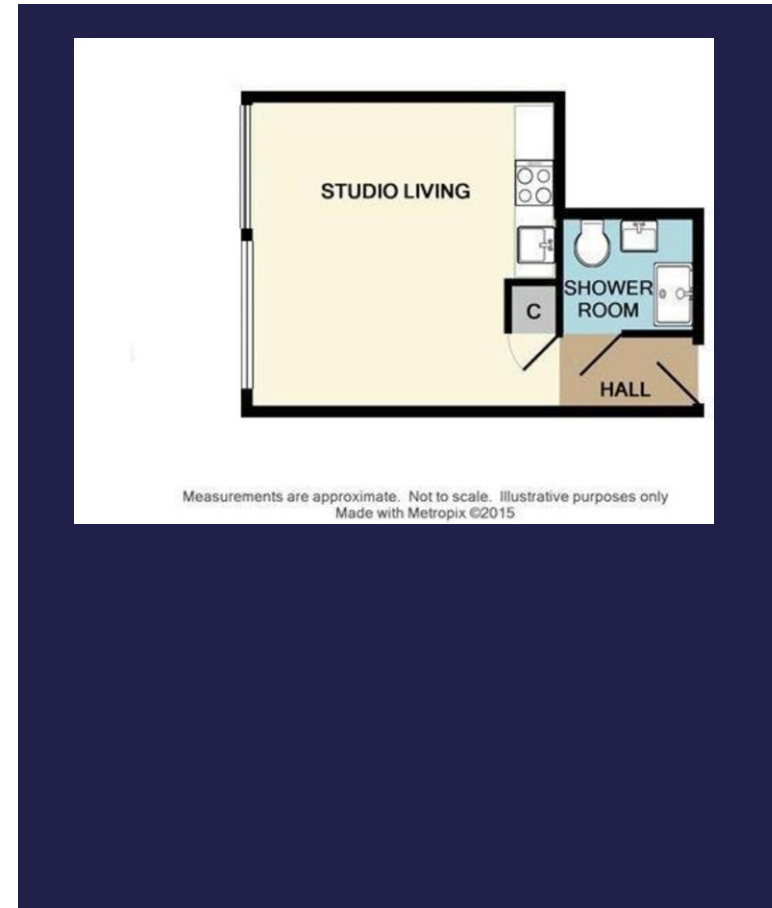 STUDIO LIVING
SHOWER
ROOM
C
HALL
Measurements are approximate. Not to scale. Illustrative purposes only
Made with Metropix ©2015